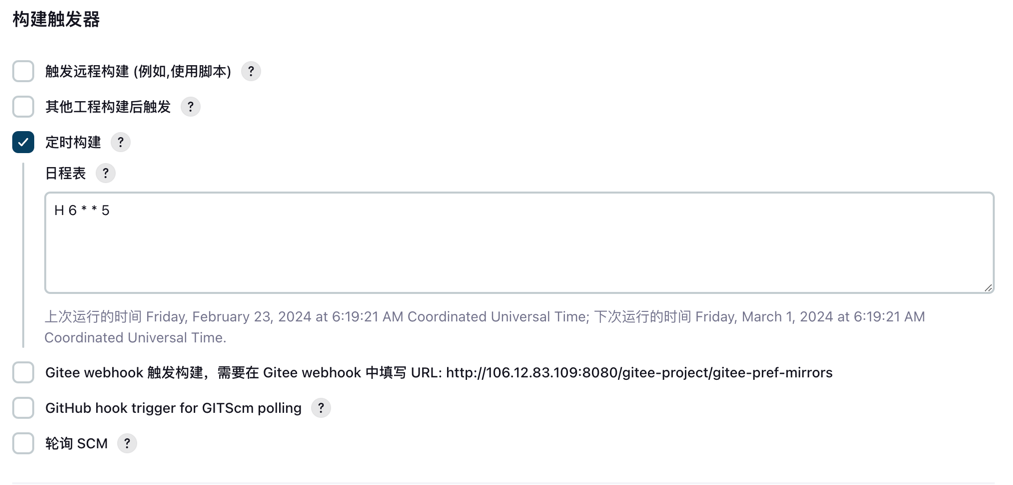 构建触发器
触发远程构建 (例如,使用脚本) ?
其他工程构建后触发 ?
定时构建 ?
日程表 ?
H 6 * * 5
上次运行的时间 Friday, February 23, 2024 at 6:19:21 AM Coordinated Universal Time; 下次运行的时间 Friday, March 1, 2024 at 6:19:21 AM
Coordinated Universal Time.
Gitee webhook 触发构建，需要在 Gitee webhook 中填写 URL: http://106.12.83.109:8080/gitee-project/gitee-pref-mirrors
GitHub hook trigger for GITScm polling ?
轮询 SCM ?